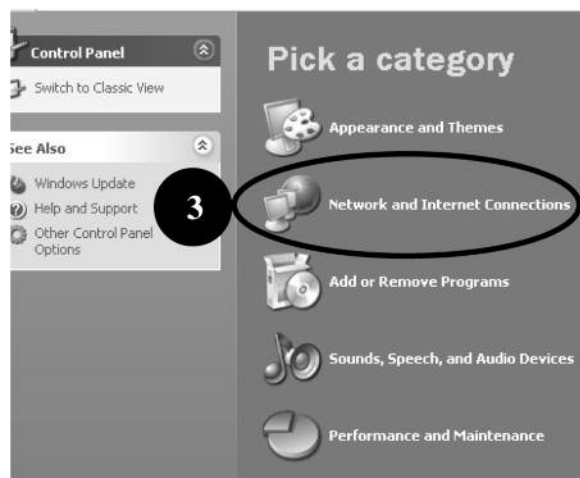 Control Panel
Switch to Classic View
See Also
Windows Update
Help and Support
Other Control Panel
Options
3
Pick a category
Appearance and Themes
Network and Internet Connections
Add or Remove Programs
Sounds, Speech, and Audio Devices
Performance and Maintenance